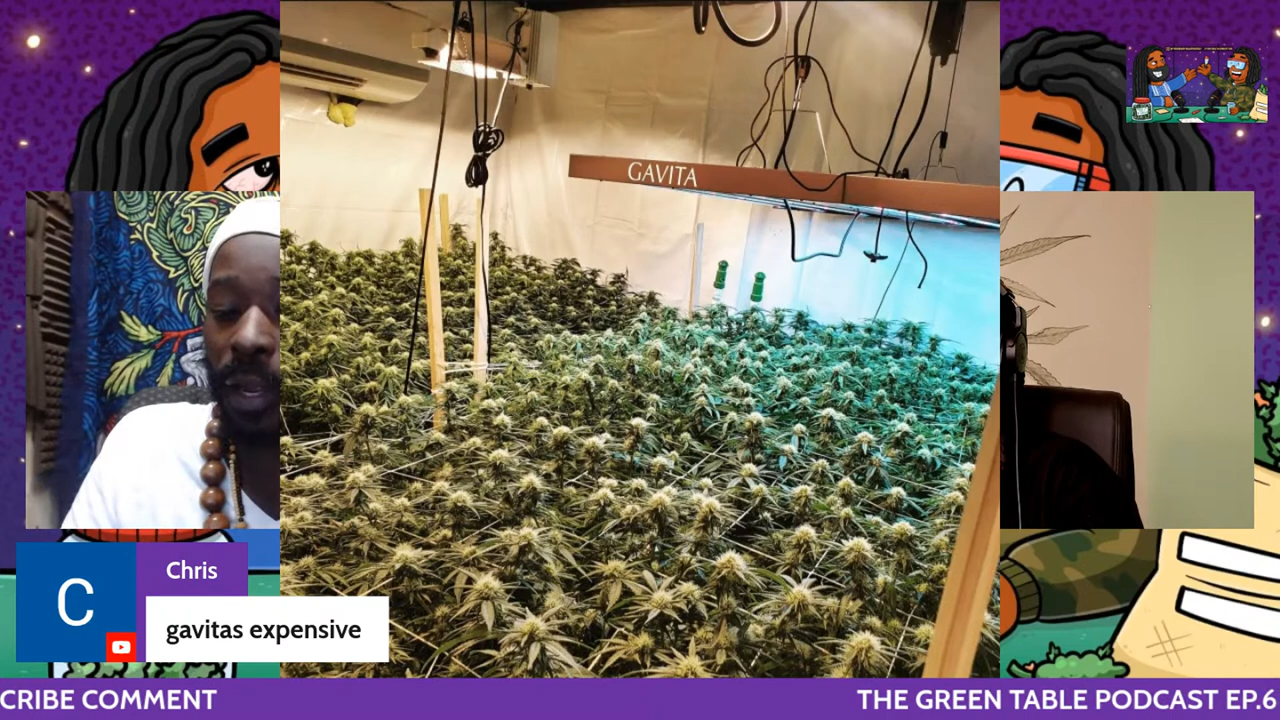 GAVITA
C
Chris
gavitas expensive
CRIBE COMMENT
THE GREEN TABLE PODCAST EP.6